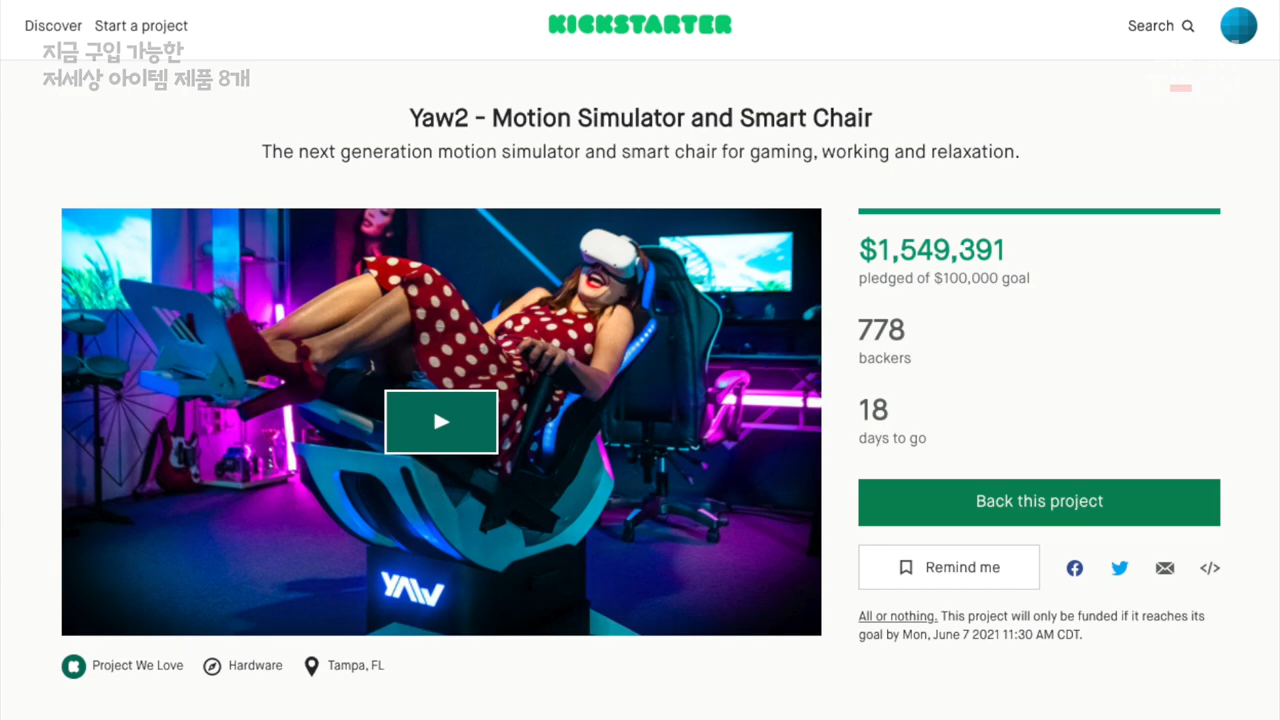 Discover Start a project
KICKSTARTER
Search
지금 구입 가능한
저세상 아이템 제품 8개
TECH
Yaw2 - Motion Simulator and Smart Chair
The next generation motion simulator and smart chair for gaming, working and relaxation.
$1,549,391
pledged of $100,000 goal
778
backers
18
days to go
Back this project
Remind me
All or nothing. This project will only be funded if it reaches its
goal by Mon, June 7 2021 11:30 AM CDT.
YAW
Project We Love Hardware Tampa, FL